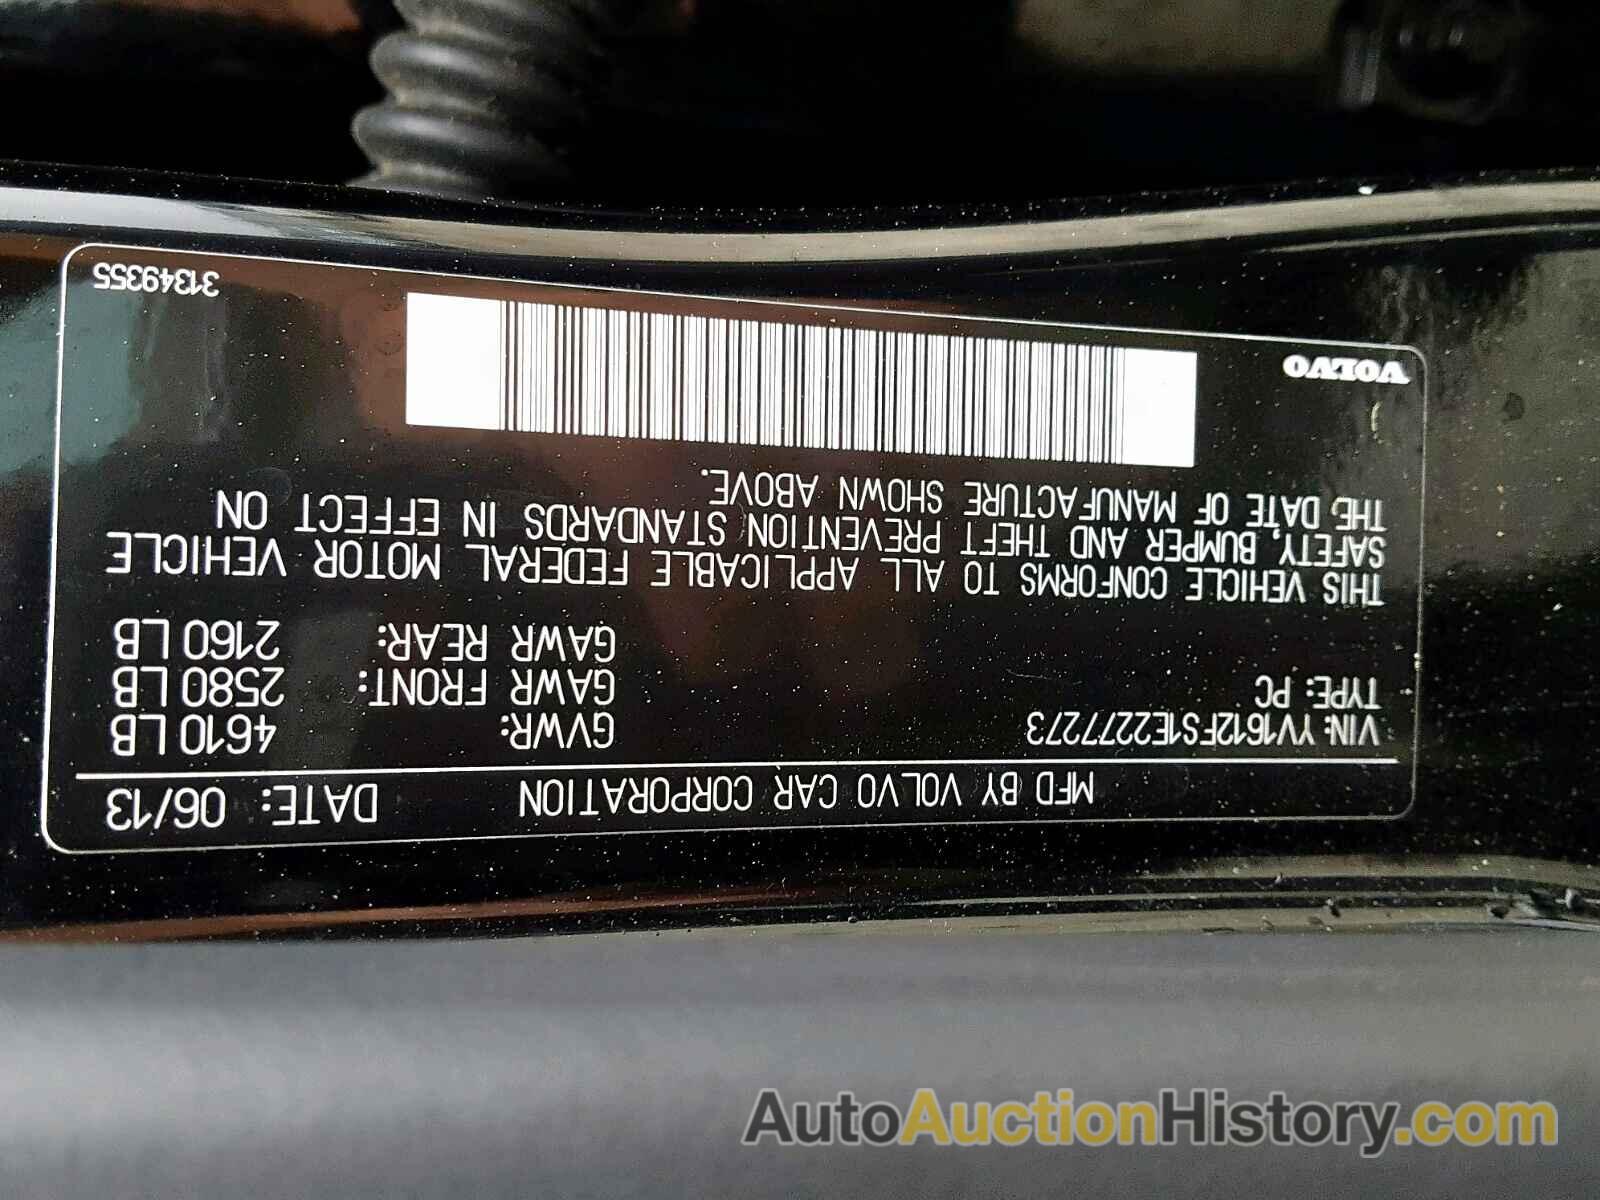 MFD BY VOLVO CAR CORPORATION DATE: 06/13
VIN: YV1612FS1E2277273 GVWR: 4610 LB
TYPE: PC GAWR FRONT: 2580 LB
GAWR REAR: 2160 LB
THIS VEHICLE CONFORMS TO ALL APPLICABLE FEDERAL MOTOR VEHICLE
SAFETY, BUMPER AND THEFT PREVENTION STANDARDS IN EFFECT ON
THE DATE OF MANUFACTURE SHOWN ABOVE.
VOLVO
31349355
AutoAuctionHistory.com